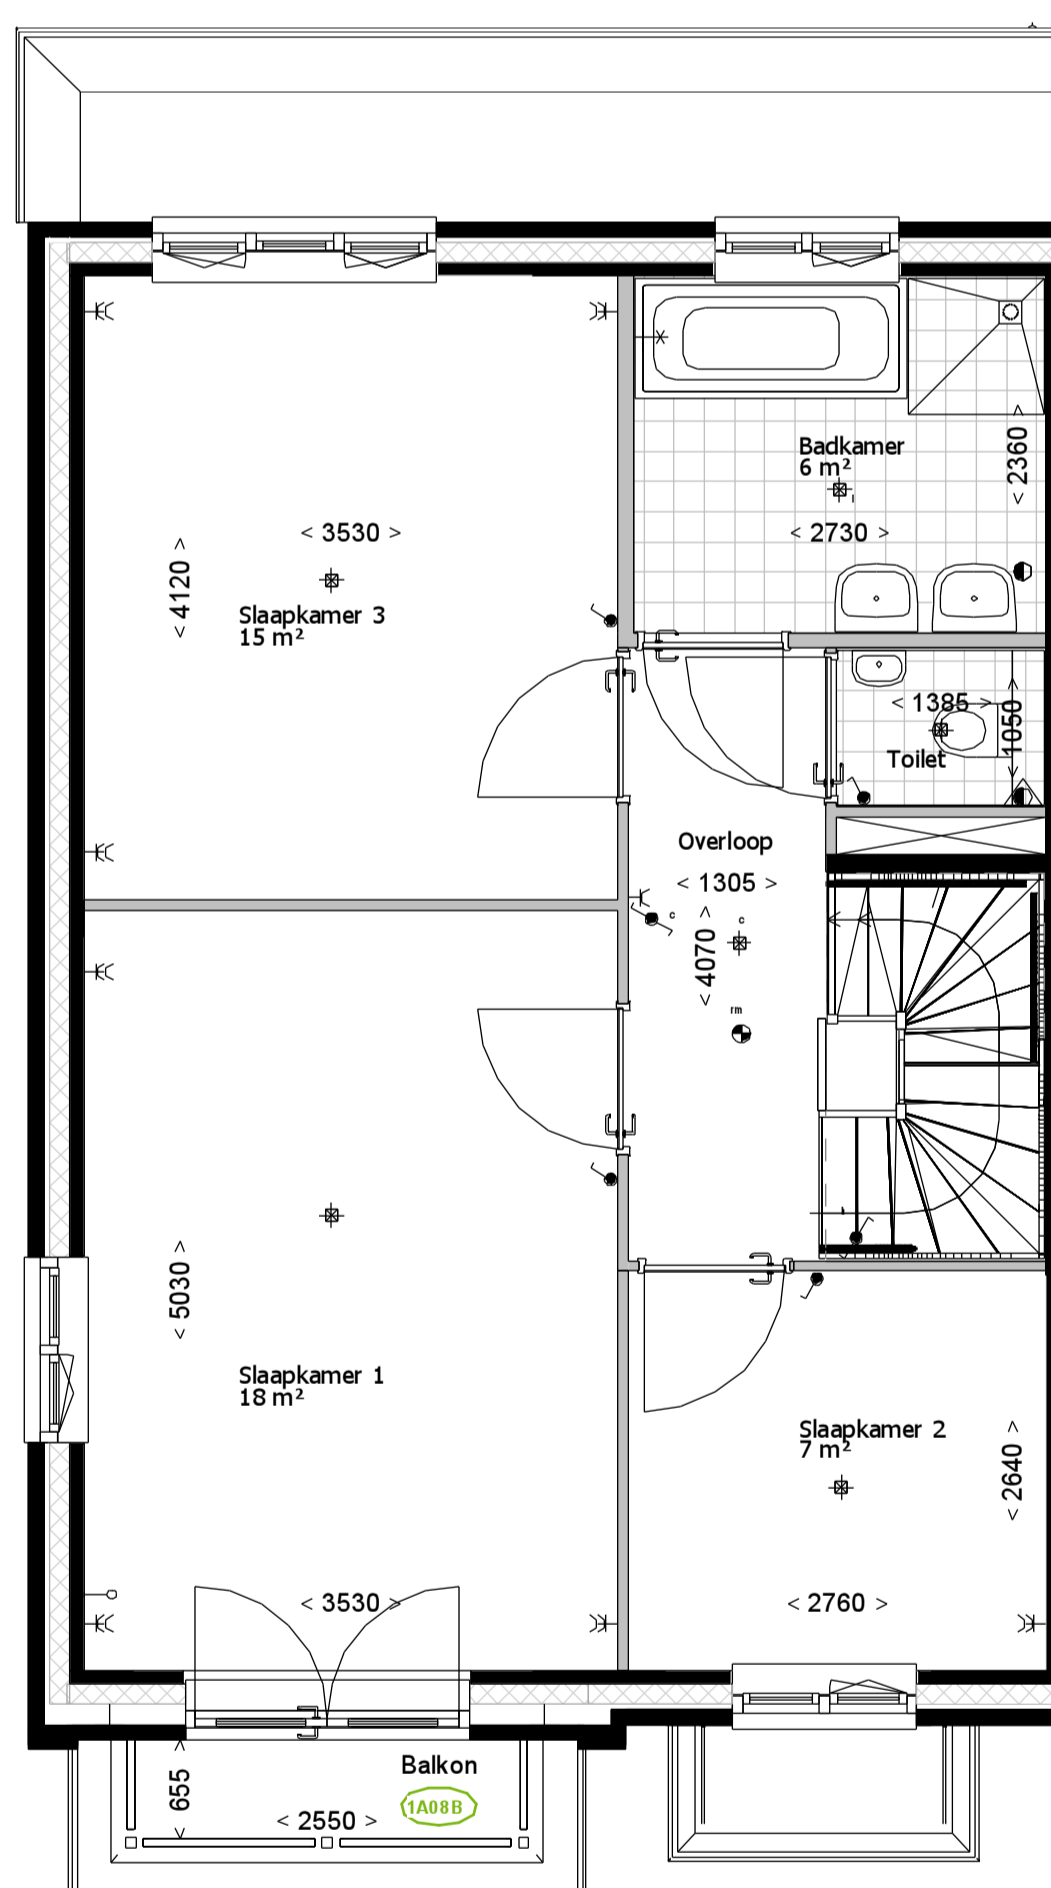 Badkamer
6 m²
< 2360 >
< 2730 >
< 3530 >
< 4120 >
Slaapkamer 3
15 m²
< 1385 >
1050
Toilet
Overloop
< 1305 >
c
c
< 4070 >
rm
< 5030 >
Slaapkamer 1
18 m²
Slaapkamer 2
7 m²
< 2640 >
< 3530 >
< 2760 >
Balkon
< 655 >
1A08B
< 2550 >